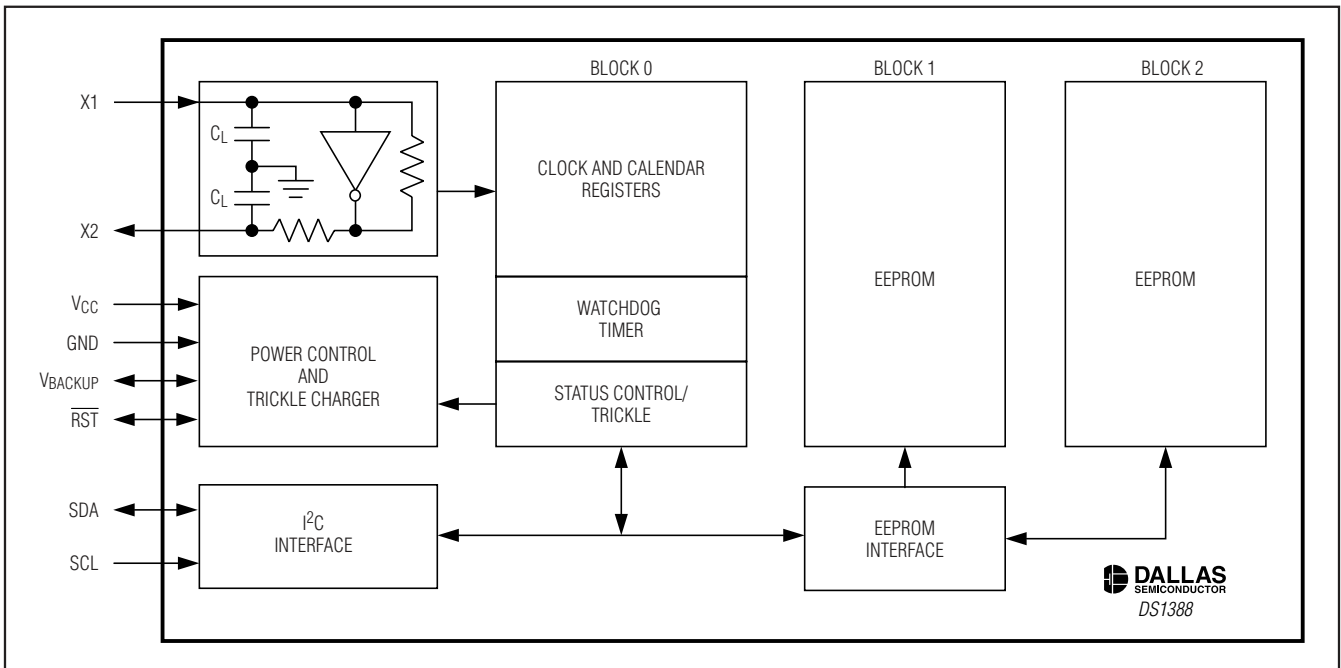 BLOCK 0
BLOCK 1
BLOCK 2
X1
CL
CL
X2
CLOCK AND CALENDAR
REGISTERS
EEPROM
EEPROM
VCC
GND
VBACKUP
RST
POWER CONTROL
AND
TRICKLE CHARGER
WATCHDOG
TIMER
STATUS CONTROL/
TRICKLE
SDA
SCL
I²C
INTERFACE
EEPROM
INTERFACE
DALLAS
SEMICONDUCTOR
DS1388